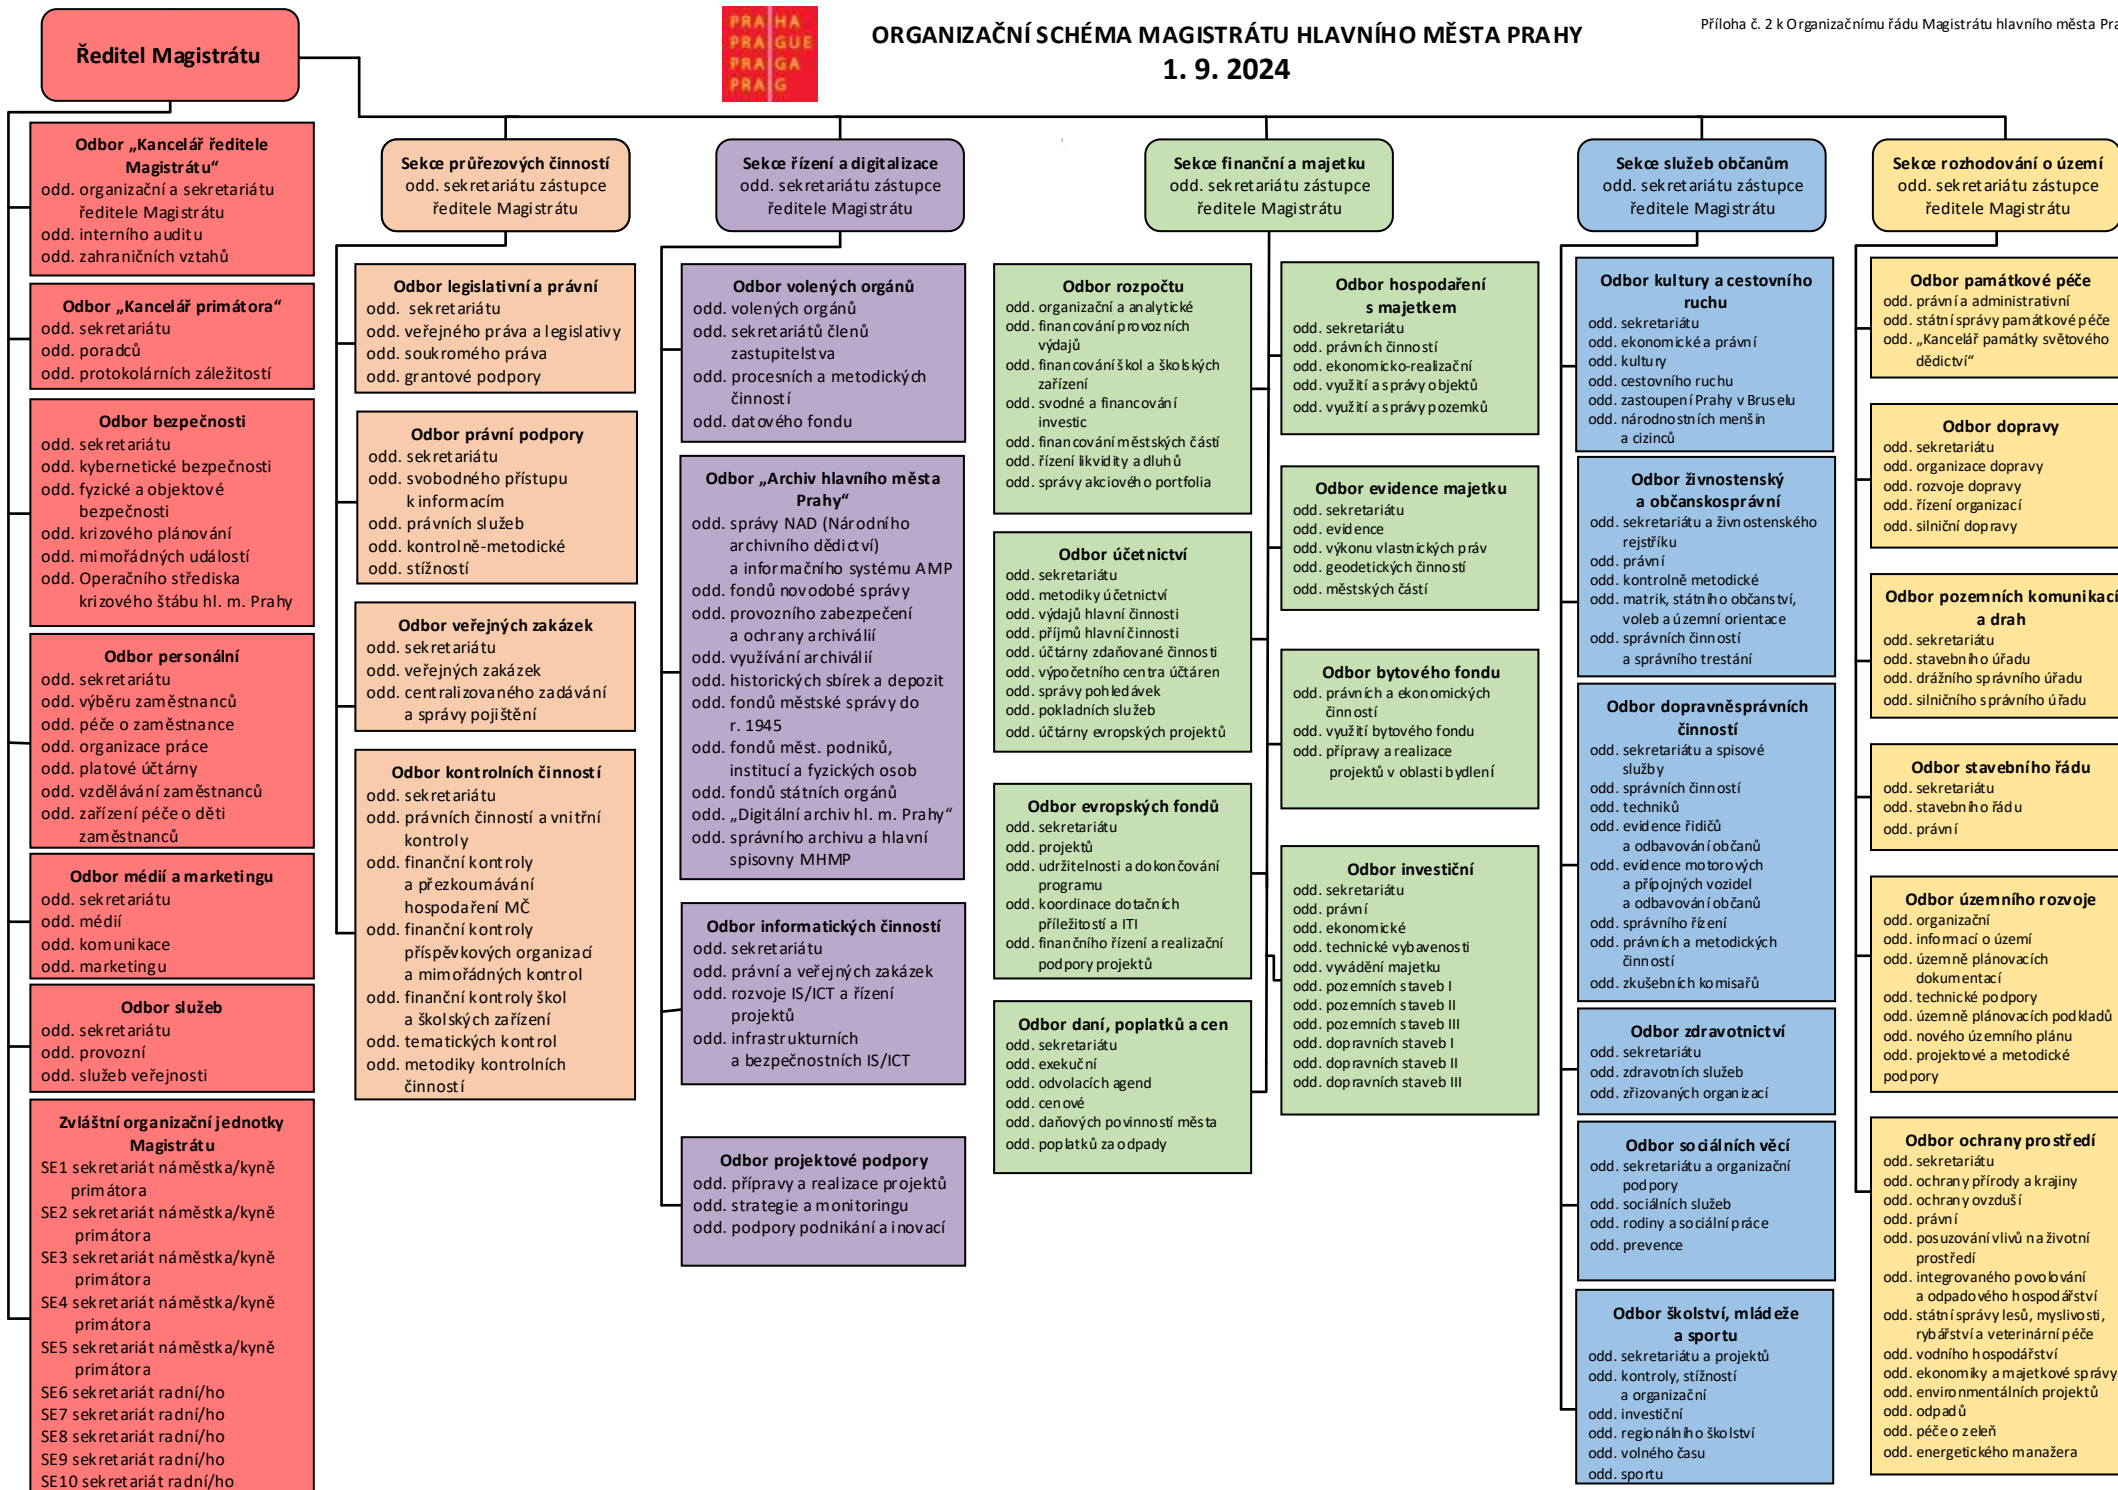 Ředitel Magistrátu
PRAHA
PRAGUE
PRAGA
PRAG
ORGANIZAČNÍ SCHÉMA MAGISTRÁTU HLAVNÍHO MĚSTA PRAHY
1. 9. 2024
Příloha č. 2 k Organizačnímu řádu Magistrátu hlavního města
Odbor „Kancelář ředitele
Magistrátu“
odd. organizační a sekretariátu
ředitele Magistrátu
odd. interního auditu
odd. zahraničních vztahů
Odbor „Kancelář primátora“
odd. sekretariátu
odd. poradců
odd. protokolárních záležitostí
Odbor bezpečnosti
odd. sekretariátu
odd. kybernetické bezpečnosti
odd. fyzické a objektové
bezpečnosti
odd. krizového plánování
odd. mimořádných událostí
odd. Operačního střediska
krizového štábu hl. m. Prahy
Odbor personální
odd. sekretariátu
odd. výběru zaměstnanců
odd. péče o zaměstnance
odd. organizace práce
odd. platové účtárny
odd. vzdělávání zaměstnanců
odd. zařízení péče o děti
zaměstnanců
Odbor médií a marketingu
odd. sekretariátu
odd. médií
odd. komunikace
odd. marketingu
Odbor služeb
odd. sekretariátu
odd. provozní
odd. služeb veřejnosti
Zvláštní organizační jednotky
Magistrátu
SE1 sekretariát náměstka/kyně
primátora
SE2 sekretariát náměstka/kyně
primátora
SE3 sekretariát náměstka/kyně
primátora
SE4 sekretariát náměstka/kyně
primátora
SE5 sekretariát náměstka/kyně
primátora
SE6 sekretariát radní/ho
SE7 sekretariát radní/ho
SE8 sekretariát radní/ho
SE9 sekretariát radní/ho
SE10 sekretariát radní/ho
Sekce průřezových činností
odd. sekretariátu zástupce
ředitele Magistrátu
Odbor legislativní a právní
odd. sekretariátu
odd. veřejného práva a legislativy
odd. soukromého práva
odd. grantové podpory
Odbor právní podpory
odd. sekretariátu
odd. svobodného přístupu
k informacím
odd. právních služeb
odd. kontrolně-metodické
odd. stížností
Odbor veřejných zakázek
odd. sekretariátu
odd. veřejných zakázek
odd. centralizovaného zadávání
a správy pojištění
Odbor kontrolních činností
odd. sekretariátu
odd. právních činností a vnitřní
kontroly
odd. finanční kontroly
a přezkoumávání
hospodaření MČ
odd. finanční kontroly
příspěvkových organizací
a mimořádných kontrol
odd. finanční kontroly škol
a školských zařízení
odd. tematických kontrol
odd. metodiky kontrolních
činností
Sekce řízení a digitalizace
odd. sekretariátu zástupce
ředitele Magistrátu
Odbor volených orgánů
odd. volených orgánů
odd. sekretariátů členů
zastupitelstva
odd. procesních a metodických
činností
odd. datového fondu
Odbor „Archiv hlavního města
Prahy“
odd. správy NAD (Národního
archivního dědictví)
a informačního systému AMP
odd. fondů novodobé správy
odd. provozního zabezpečení
a ochrany archiválií
odd. využívání archiválií
odd. historických sbírek a depozit
odd. fondů městské správy do
r. 1945
odd. fondů měst. podniků,
institucí a fyzických osob
odd. fondů státních orgánů
odd. „Digitální archiv hl. m. Prahy“
odd. správního archivu a hlavní
spisovny MHMP
Odbor informatických činností
odd. sekretariátu
odd. právní a veřejných zakázek
odd. rozvoje IS/ICT a řízení
projektů
odd. infrastrukturních
a bezpečnostních IS/ICT
Odbor projektové podpory
odd. přípravy a realizace projektů
odd. strategie a monitoringu
odd. podpory podnikání a inovací
Sekce finanční a majetku
odd. sekretariátu zástupce
ředitele Magistrátu
Odbor rozpočtu
odd. organizační a analytické
odd. financování provozních
výdajů
odd. financování škol a školských
zařízení
odd. svodné a financování
investic
odd. financování městských částí
odd. řízení likvidity a dluhů
odd. správy akciového portfolia
Odbor účetnictví
odd. sekretariátu
odd. metodiky účetnictví
odd. výdajů hlavní činnosti
odd. příjmů hlavní činnosti
odd. účtárny zdaňované činnosti
odd. výpočetního centra účtáren
odd. správy pohledávek
odd. pokladních služeb
odd. účtárny evropských projektů
Odbor evropských fondů
odd. sekretariátu
odd. projektů
odd. udržitelnosti a dokončování
programu
odd. koordinace dotačních
příležitostí a ITI
odd. finančního řízení a realizační
podpory projektů
Odbor daní, poplatků a cen
odd. sekretariátu
odd. exekuční
odd. odvolacích agend
odd. cenové
odd. daňových povinností města
odd. poplatků za odpady
Odbor hospodaření
s majetkem
odd. sekretariátu
odd. právních činností
odd. ekonomicko-realizační
odd. využití a správy objektů
odd. využití a správy pozemků
Odbor evidence majetku
odd. sekretariátu
odd. evidence
odd. výkonu vlastnických práv
odd. geodetických činností
odd. městských částí
Odbor bytového fondu
odd. právních a ekonomických
činností
odd. využití bytového fondu
odd. přípravy a realizace
projektů v oblasti bydlení
Odbor investiční
odd. sekretariátu
odd. právní
odd. ekonomické
odd. technické vybavenosti
odd. vyvádění majetku
odd. pozemních staveb I
odd. pozemních staveb II
odd. pozemních staveb III
odd. dopravních staveb I
odd. dopravních staveb II
odd. dopravních staveb III
Sekce služeb občanům
odd. sekretariátu zástupce
ředitele Magistrátu
Odbor kultury a cestovního
ruchu
odd. sekretariátu
odd. ekonomické a právní
odd. kultury
odd. cestovního ruchu
odd. zastoupení Prahy v Bruselu
odd. národnostních menšin
a cizinců
Odbor živnostenský
a občanskosprávní
odd. sekretariátu a živnostenského
rejstříku
odd. právní
odd. kontrolně metodické
odd. matrik, státního občanství,
voleb a územní orientace
odd. správních činností
a správního trestání
Odbor dopravněsprávních
činností
odd. sekretariátu a spisové
služby
odd. správních činností
odd. techniků
odd. evidence řidičů
a odbavování občanů
odd. evidence motorových
a přípojných vozidel
a odbavování občanů
odd. správního řízení
odd. právních a metodických
činností
odd. zkušebních komisařů
Odbor zdravotnictví
odd. sekretariátu
odd. zdravotních služeb
odd. zřizovaných organizací
Odbor sociálních věcí
odd. sekretariátu a organizační
podpory
odd. sociálních služeb
odd. rodiny a sociální práce
odd. prevence
Odbor školství, mládeže
a sportu
odd. sekretariátu a projektů
odd. kontroly, stížností
a organizační
odd. investiční
odd. regionálního školství
odd. volného času
odd. sportu
Sekce rozhodování o území
odd. sekretariátu zástupce
ředitele Magistrátu
Odbor památkové péče
odd. právní a administrativní
odd. státní správy památkové péče
odd. „Kancelář památky světového
dědictví“
Odbor dopravy
odd. sekretariátu
odd. organizace dopravy
odd. rozvoje dopravy
odd. řízení organizací
odd. silniční dopravy
Odbor pozemních komunikací
a drah
odd. sekretariátu
odd. stavebního úřadu
odd. drážního správního úřadu
odd. silničního správního úřadu
Odbor stavebního řádu
odd. sekretariátu
odd. stavebního řádu
odd. právní
Odbor územního rozvoje
odd. organizační
odd. informací o území
odd. územně plánovacích
dokumentací
odd. technické podpory
odd. územně plánovacích podkladů
odd. nového územního plánu
odd. projektové a metodické
podpory
Odbor ochrany prostředí
odd. sekretariátu
odd. ochrany přírody a krajiny
odd. ochrany ovzduší
odd. právní
odd. posuzování vlivů na životní
prostředí
odd. integrovaného povolování
a odpadového hospodářství
odd. státní správy lesů, myslivosti,
rybářství a veterinární péče
odd. vodního hospodářství
odd. ekonomiky a majetkové správy
odd. environmentálních projektů
odd. odpadů
odd. péče o zeleň
odd. energetického manažera